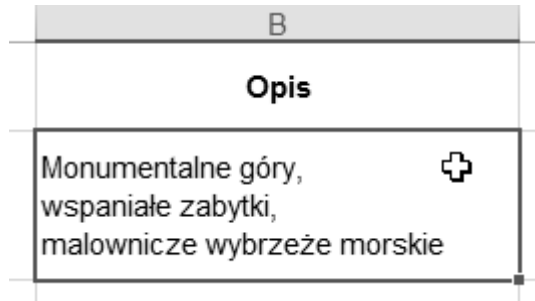 B
Opis
Monumentalne góry,
wspaniałe zabytki,
malownicze wybrzeże morskie